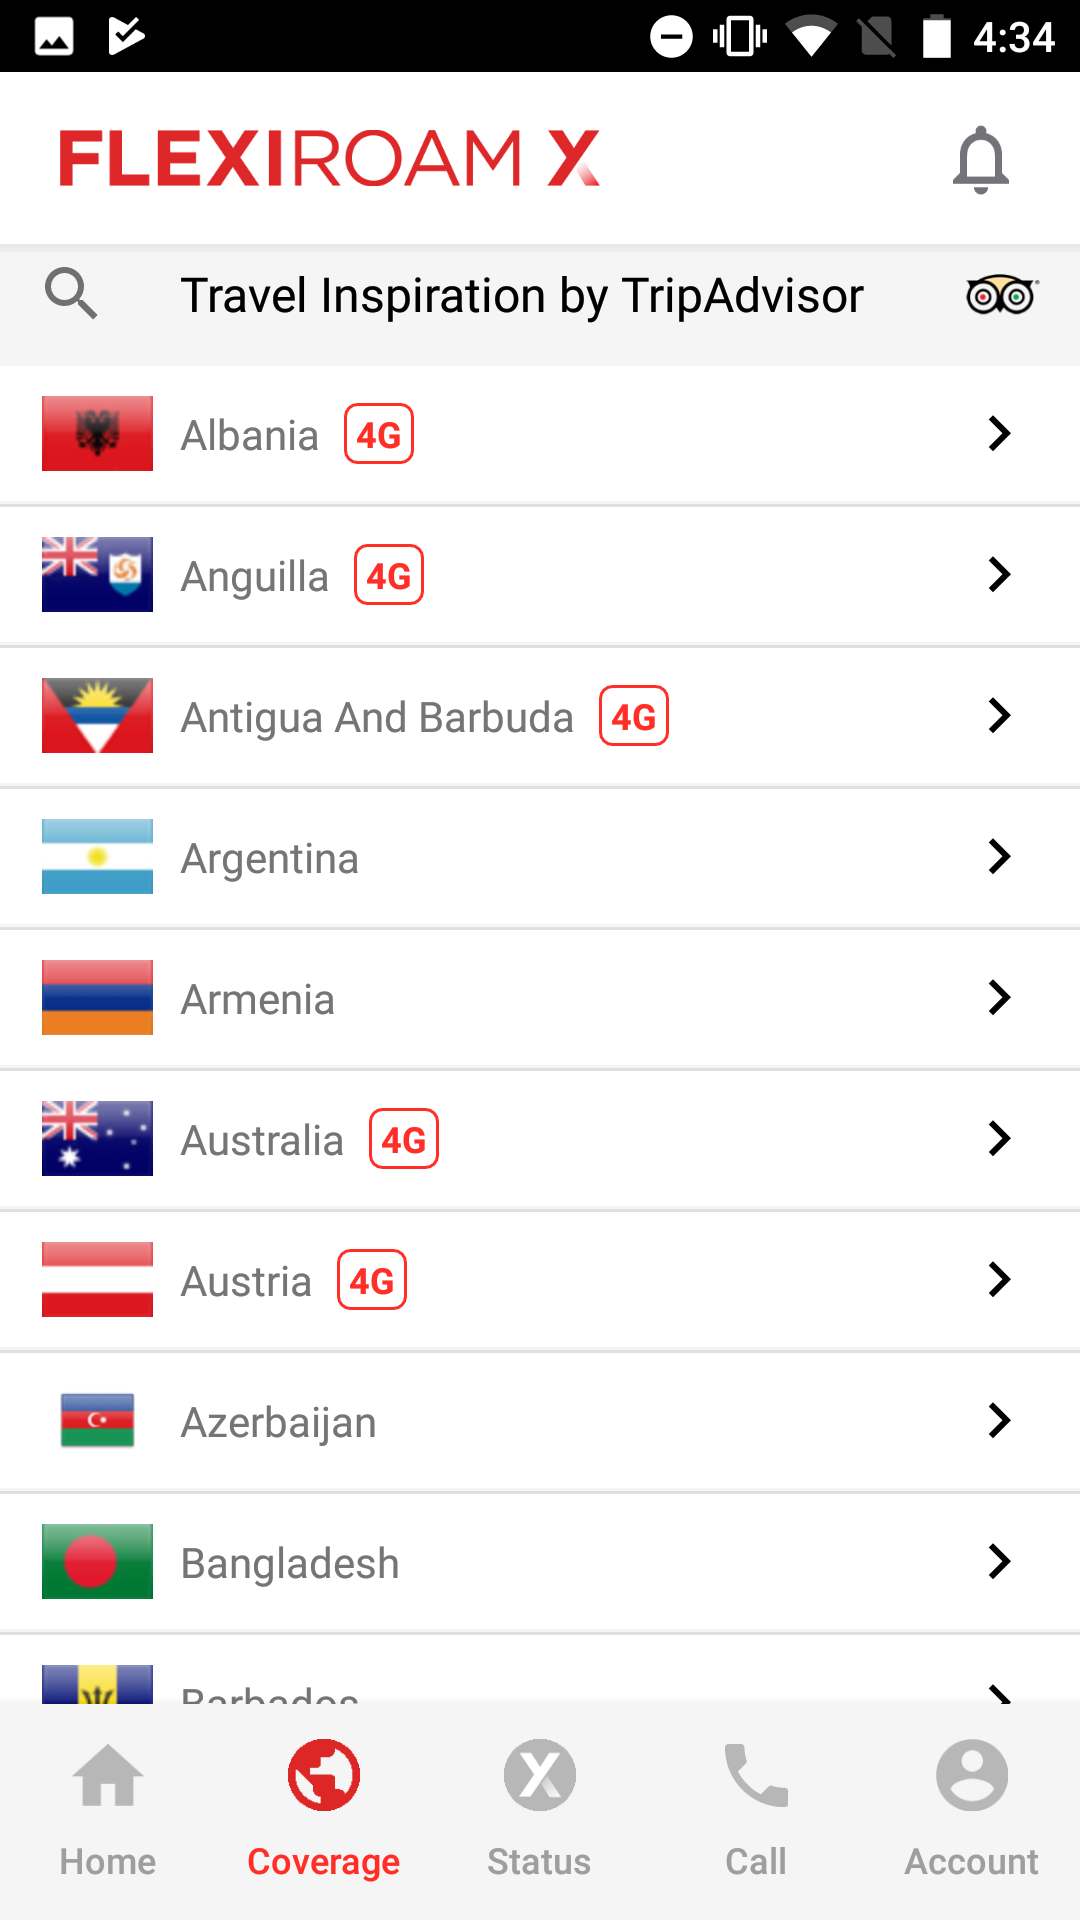 4:34
FLEXIROAM X
Travel Inspiration by TripAdvisor
Albania 4G
Anguilla 4G
Antigua And Barbuda 4G
Argentina
Armenia
Australia 4G
Austria 4G
Azerbaijan
Bangladesh
Barbados
Home Coverage Status Call Account